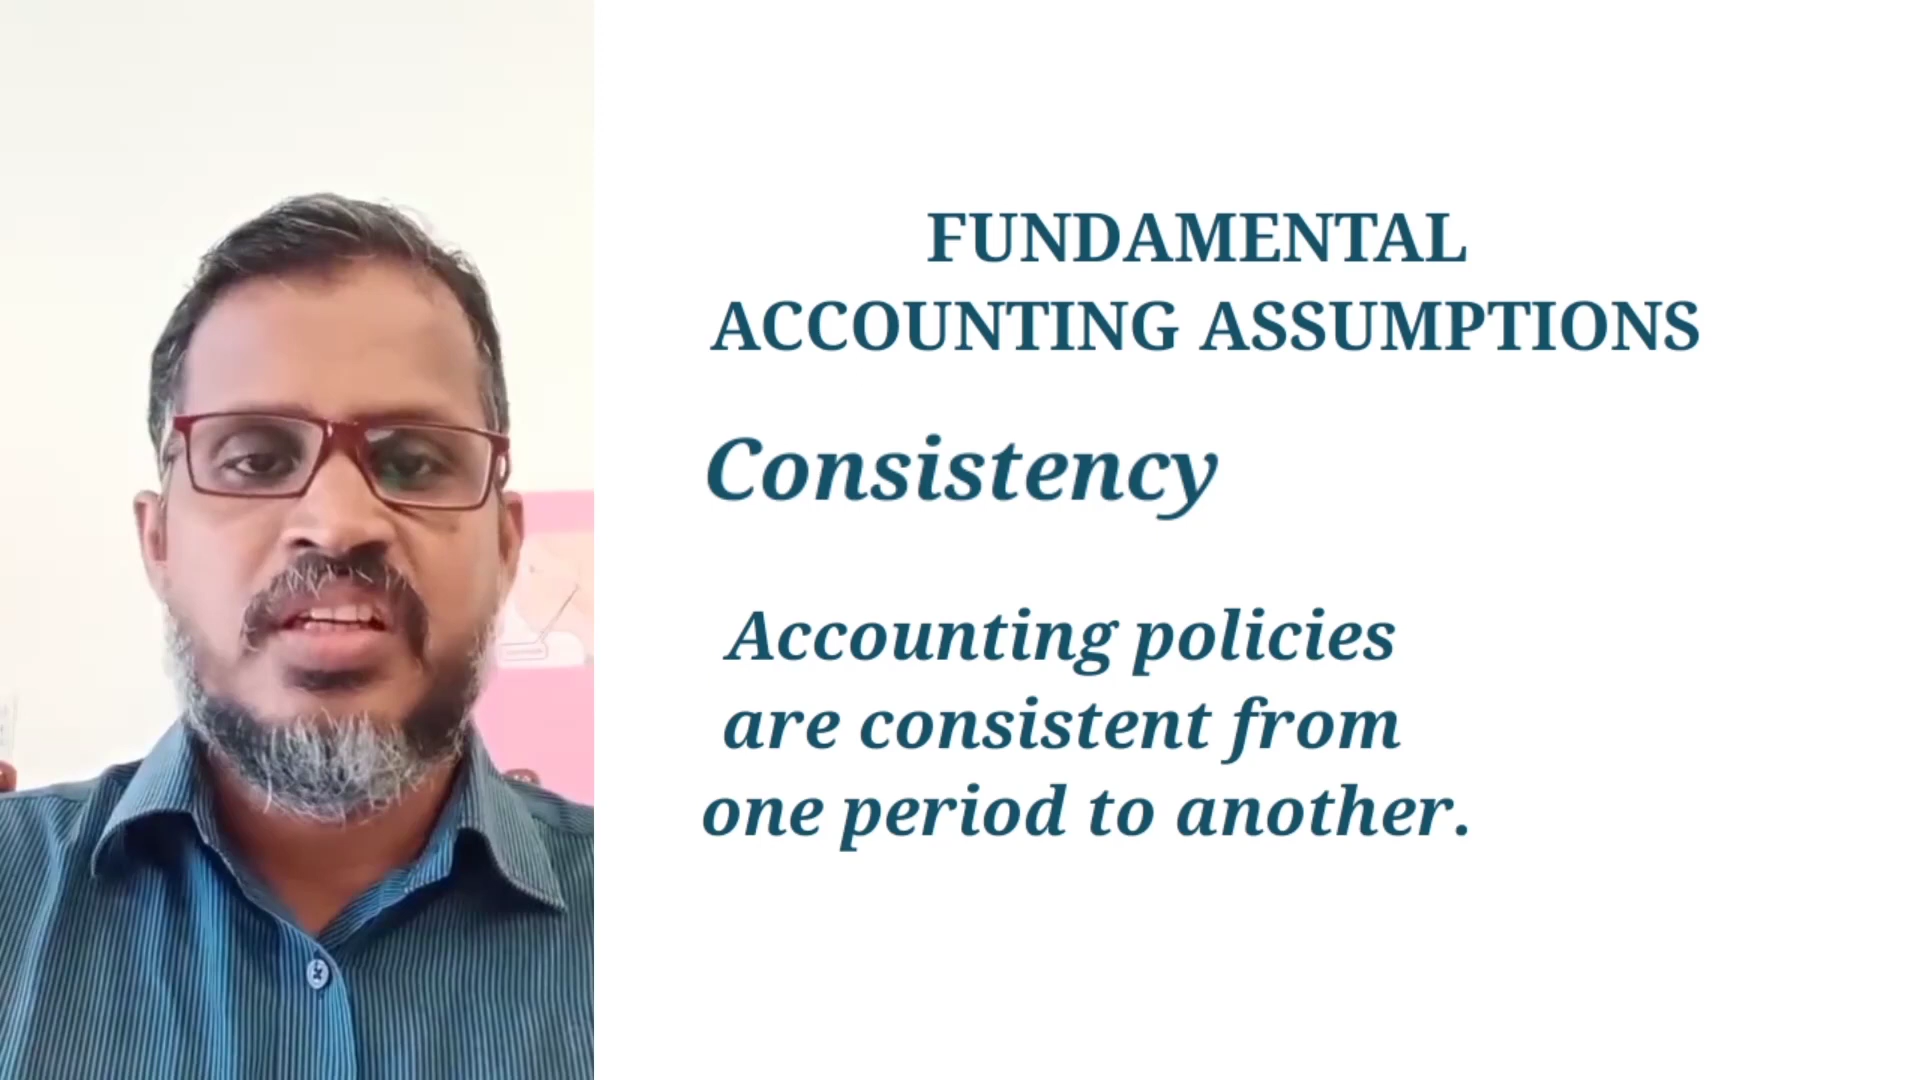 FUNDAMENTAL
ACCOUNTING ASSUMPTIONS
Consistency
Accounting policies
are consistent from
one period to another.